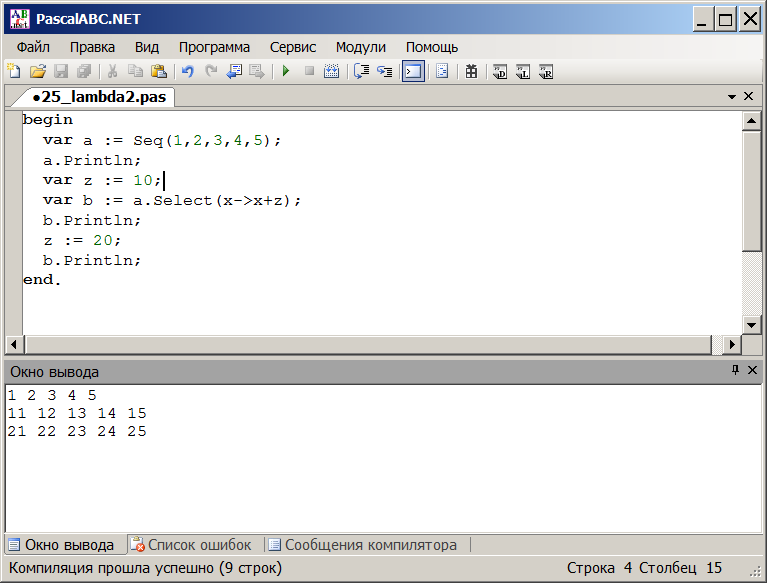 PascalABC.NET
Файл Правка Вид Программа Сервис Модули Помощь
•25_lambda2.pas
begin
  var a := Seq(1,2,3,4,5);
  a.Println;
  var z := 10;
  var b := a.Select(x->x+z);
  b.Println;
  z := 20;
  b.Println;
end.
Окно вывода
1 2 3 4 5
11 12 13 14 15
21 22 23 24 25
Окно вывода Список ошибок Сообщения компилятора
Компиляция прошла успешно (9 строк) Строка 4 Столбец 15